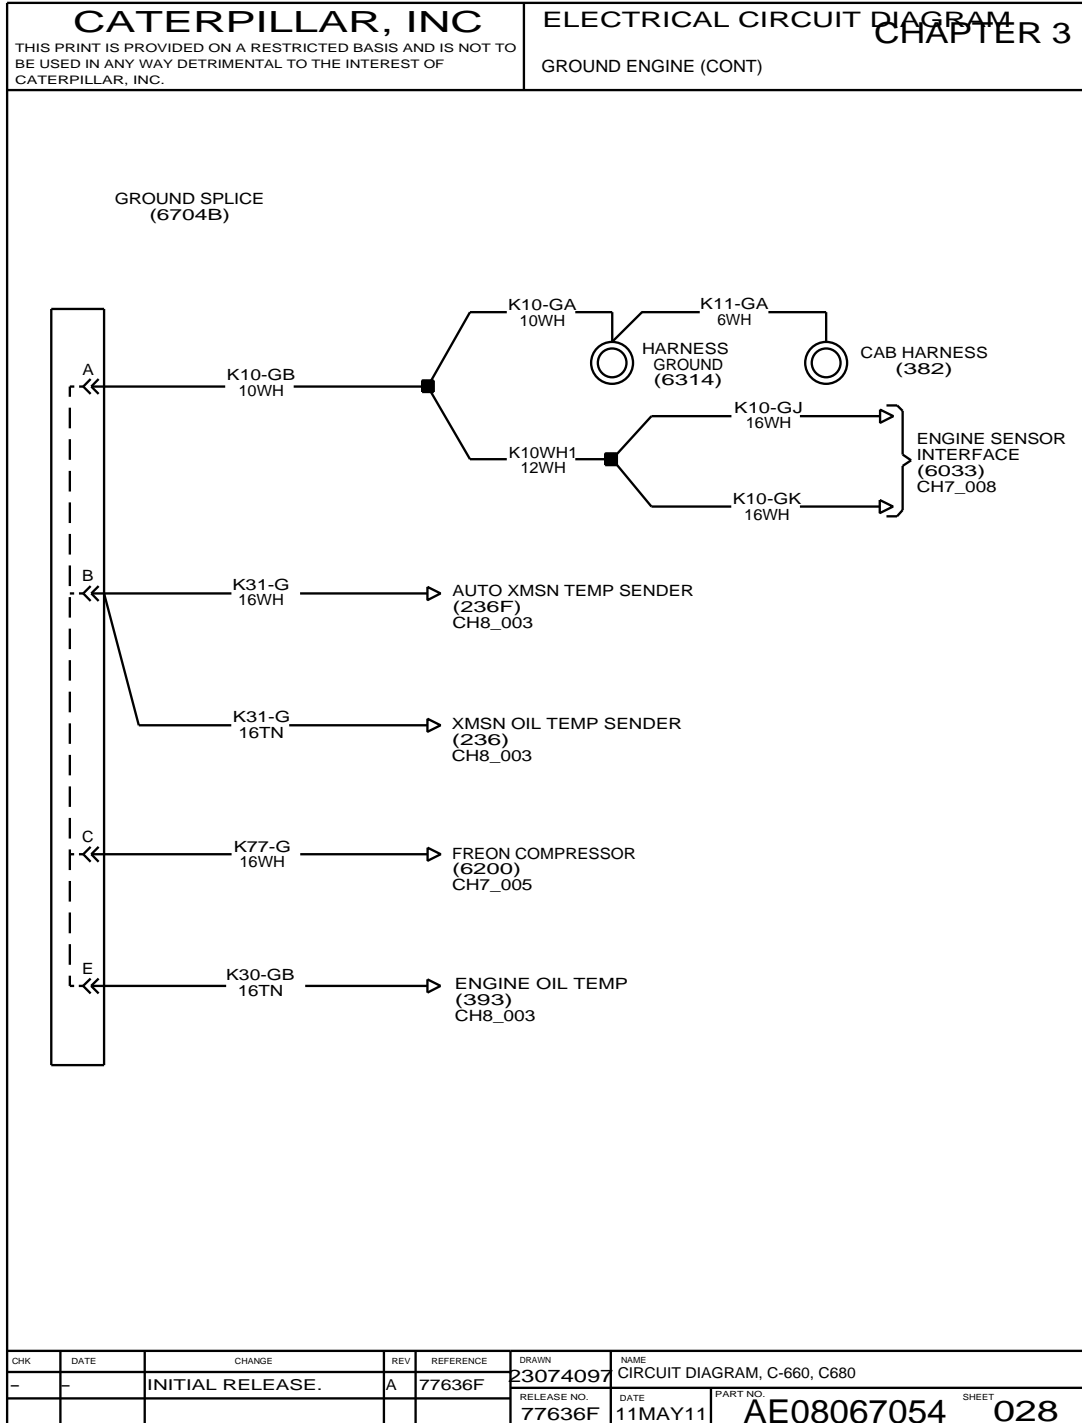 CATERPILLAR, INC
THIS PRINT IS PROVIDED ON A RESTRICTED BASIS AND IS NOT TO
BE USED IN ANY WAY DETRIMENTAL TO THE INTEREST OF
CATERPILLAR, INC.
ELECTRICAL CIRCUIT DIAGRAM
CHAPTER 3
GROUND ENGINE (CONT)
GROUND SPLICE
(6704B)
A
K10-GB
10WH
K10-GA
10WH
K11-GA
6WH
HARNESS
GROUND
(6314)
CAB HARNESS
(382)
K10WH1
12WH
K10-GJ
16WH
K10-GK
16WH
ENGINE SENSOR
INTERFACE
(6033)
CH7_008
B
K31-G
16WH
AUTO XMSN TEMP SENDER
(236F)
CH8_003
K31-G
16TN
XMSN OIL TEMP SENDER
(236)
CH8_003
C
K77-G
16WH
FREON COMPRESSOR
(6200)
CH7_005
E
K30-GB
16TN
ENGINE OIL TEMP
(393)
CH8_003
CHK DATE CHANGE REV REFERENCE
– – INITIAL RELEASE. A 77636F
DRAWN
23074097
NAME
CIRCUIT DIAGRAM, C-660, C680
RELEASE NO.
77636F
DATE
11MAY11
PART NO.
AE08067054
SHEET
028